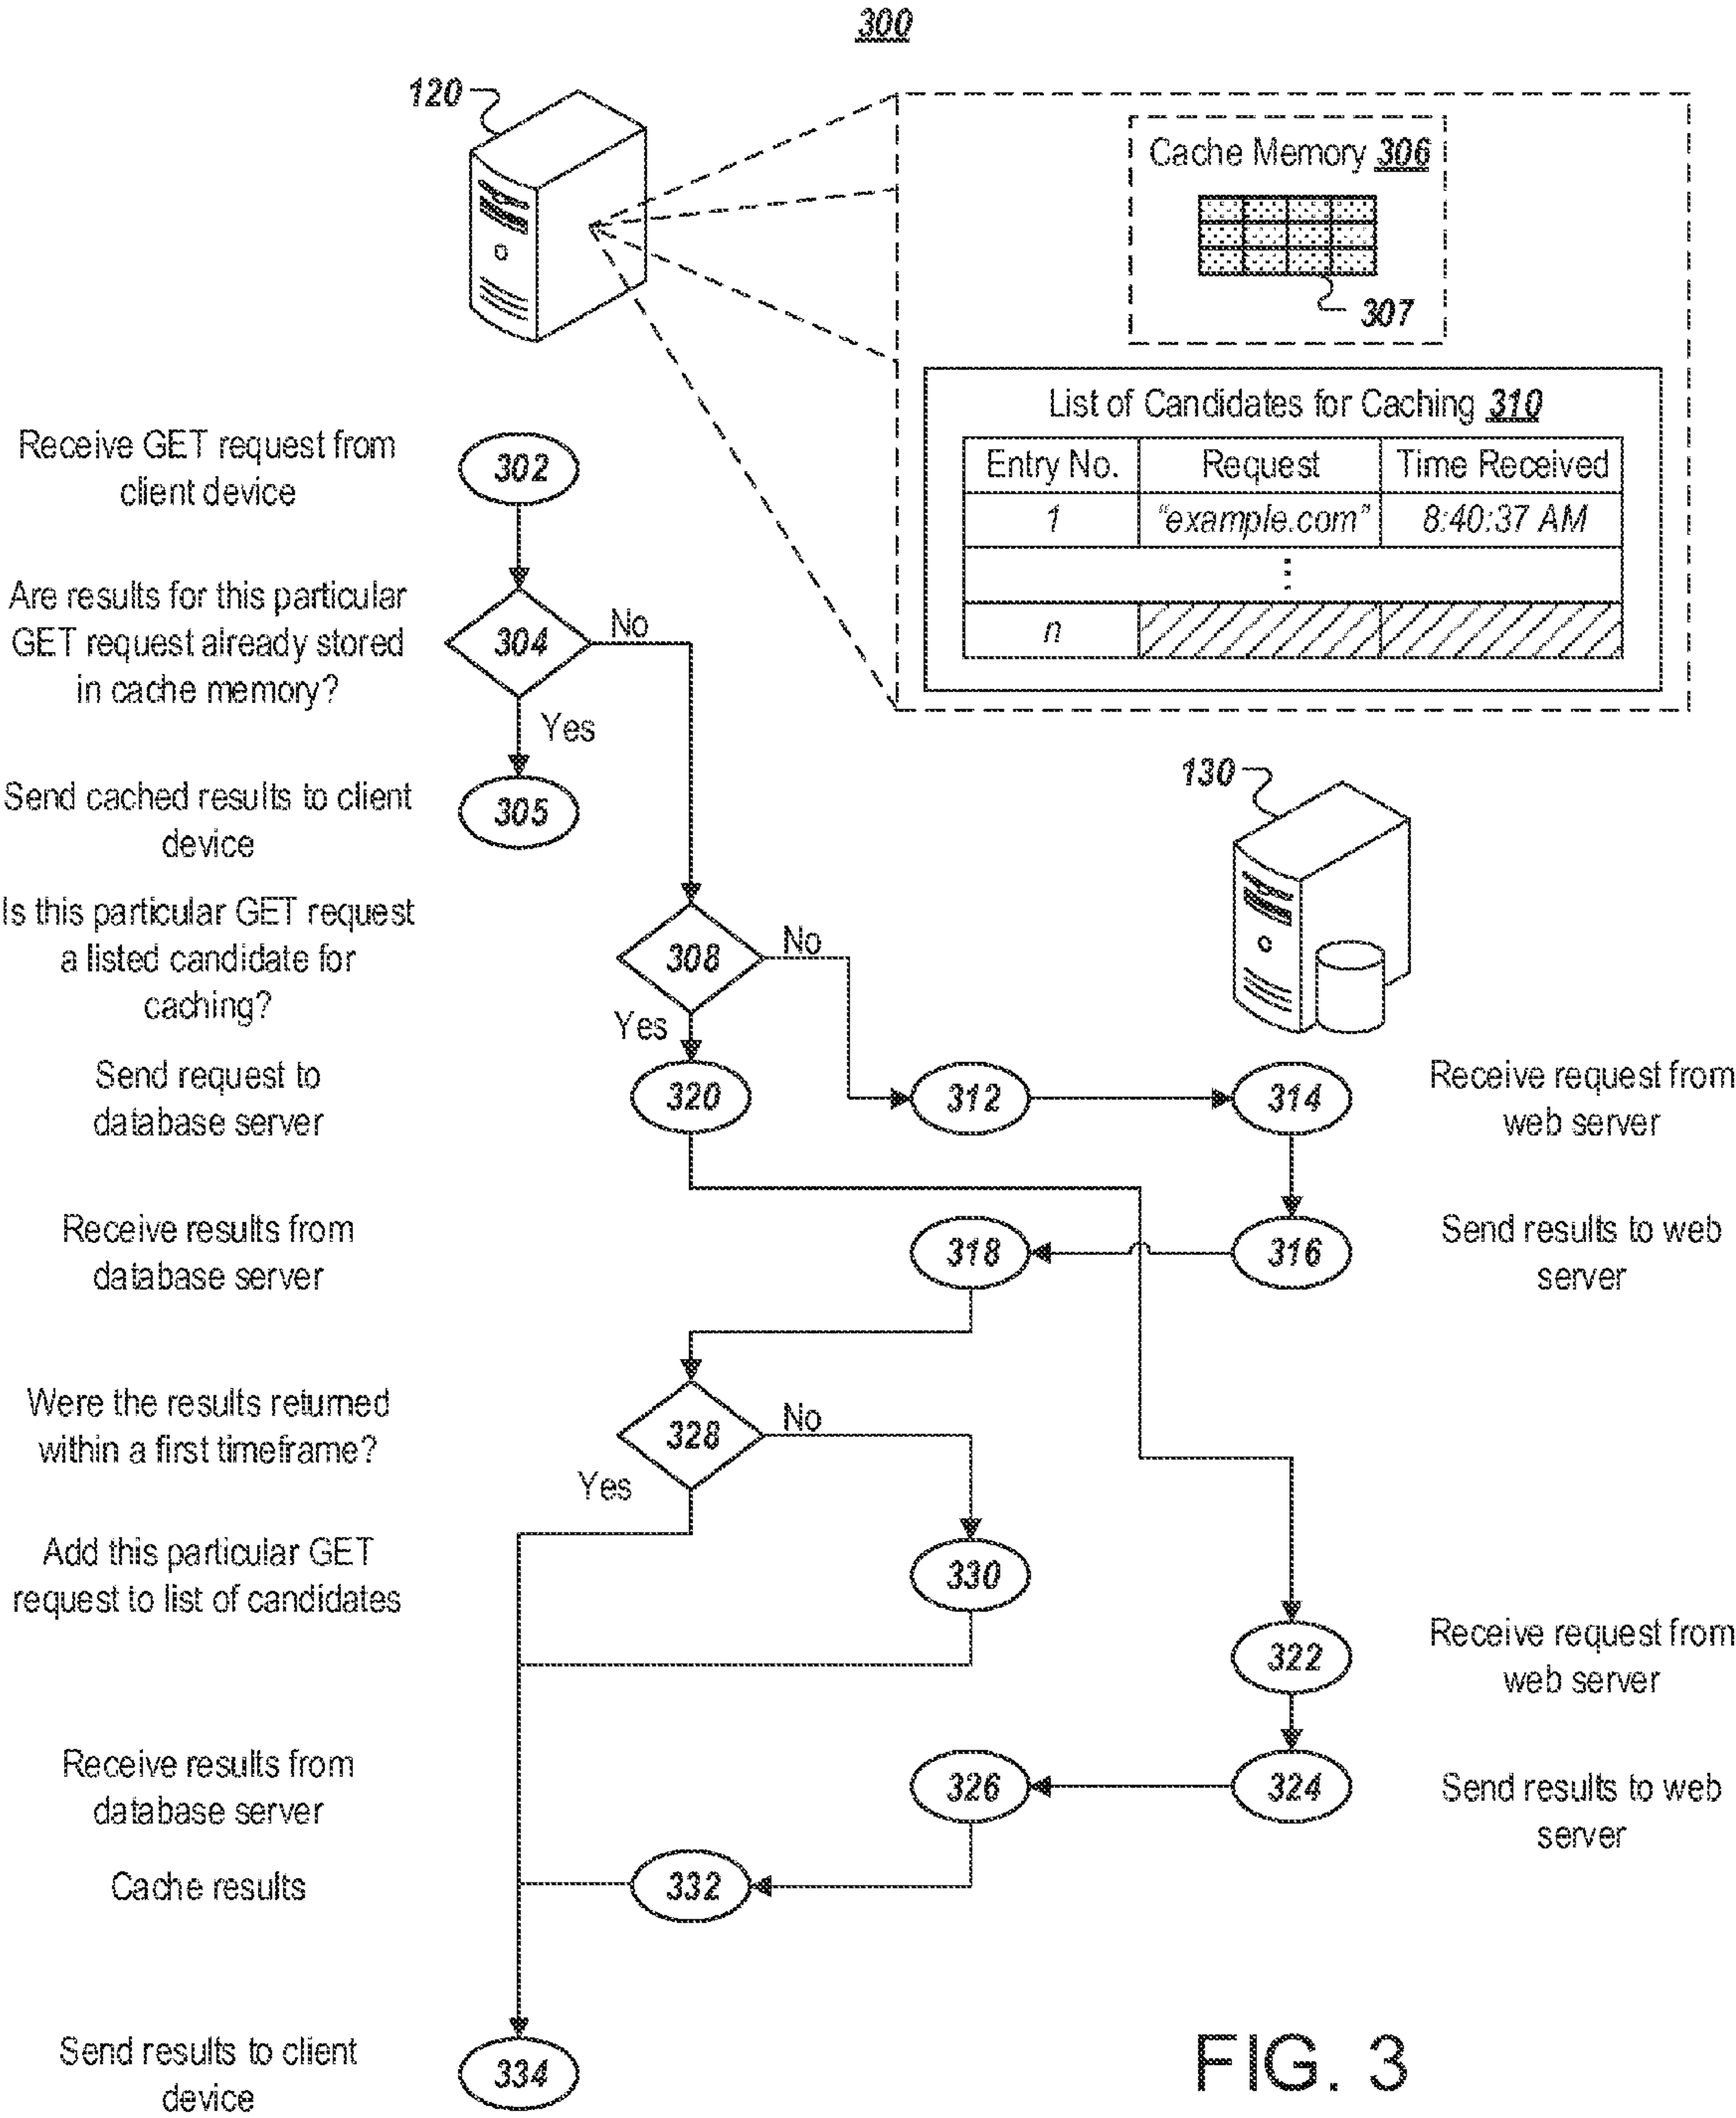 300
120
Cache Memory 306
307
List of Candidates for Caching 310
Entry No. Request Time Received
1 “example.com” 8:40:37 AM
⋮
n
Receive GET request from
client device
302
Are results for this particular
GET request already stored
in cache memory?
304
No
Yes
Send cached results to client
device
305
130
Is this particular GET request
a listed candidate for
caching?
308
No
Yes
Send request to
database server
320
312
314
Receive request from
web server
Receive results from
database server
318
316
Send results to web
server
Were the results returned
within a first timeframe?
328
No
Yes
Add this particular GET
request to list of candidates
330
322
Receive request from
web server
Receive results from
database server
326
324
Send results to web
server
Cache results
332
Send results to client
device
334
FIG. 3